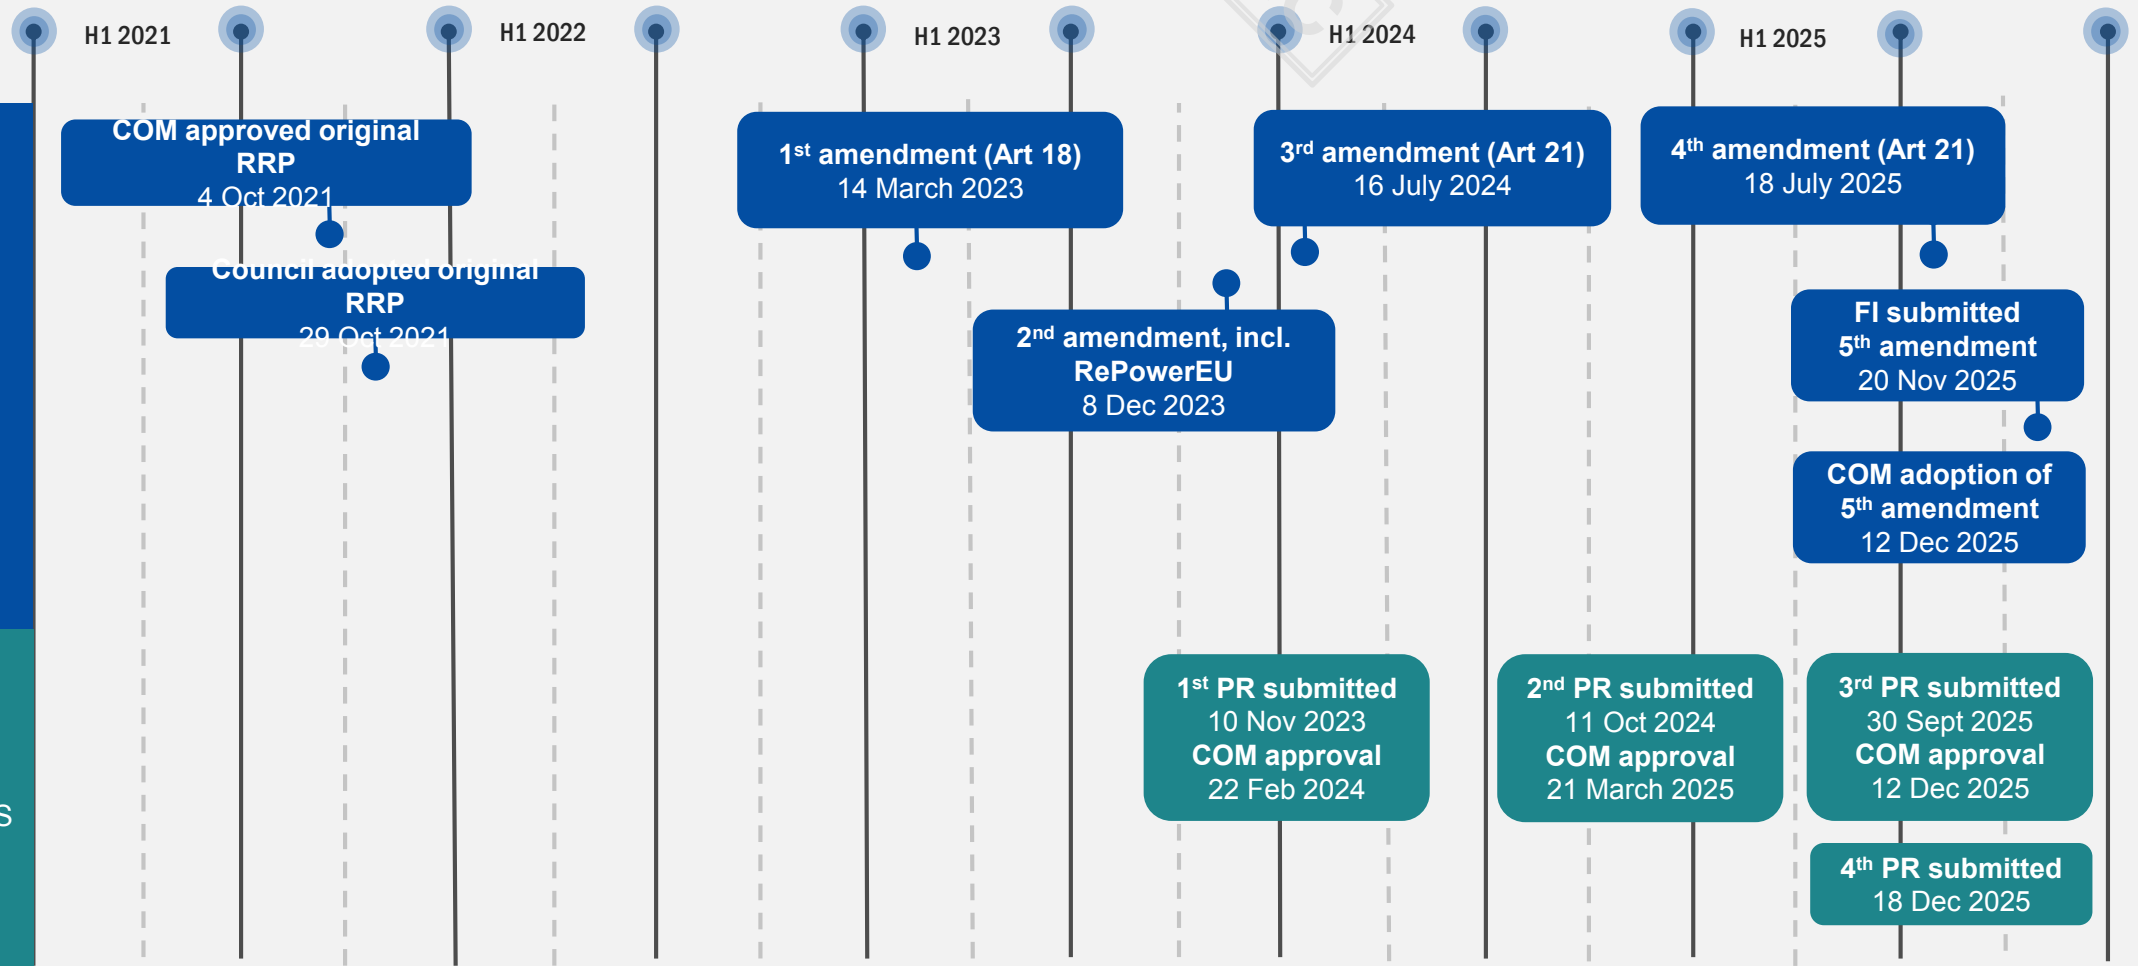 H1 2021
H1 2022
H1 2023
H1 2024
H1 2025
COM approved original
RRP
4 Oct 2021
Council adopted original
RRP
29 Oct 2021
1st amendment (Art 18)
14 March 2023
2nd amendment, incl.
RePowerEU
8 Dec 2023
3rd amendment (Art 21)
16 July 2024
4th amendment (Art 21)
18 July 2025
FI submitted
5th amendment
20 Nov 2025
COM adoption of
5th amendment
12 Dec 2025
S
1st PR submitted
10 Nov 2023
COM approval
22 Feb 2024
2nd PR submitted
11 Oct 2024
COM approval
21 March 2025
3rd PR submitted
30 Sept 2025
COM approval
12 Dec 2025
4th PR submitted
18 Dec 2025